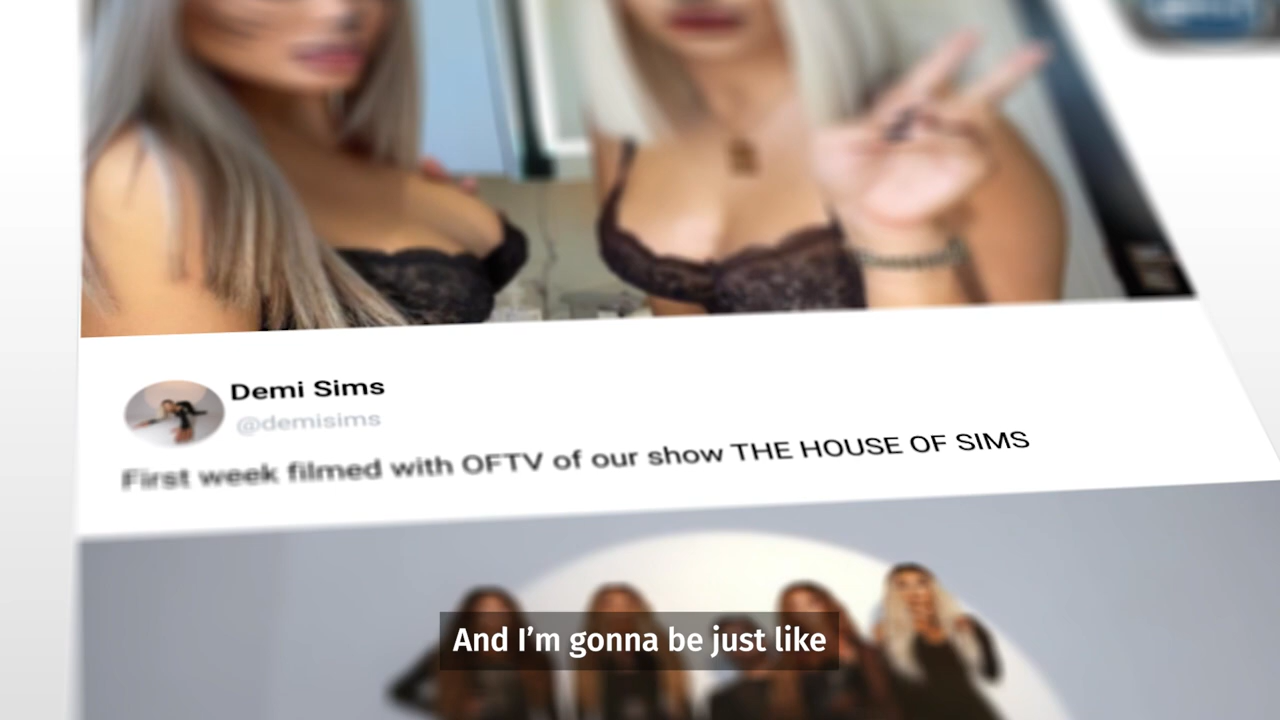 Demi Sims
@demisims
First week filmed with OFTV of our show THE HOUSE OF SIMS
And I'm gonna be just like